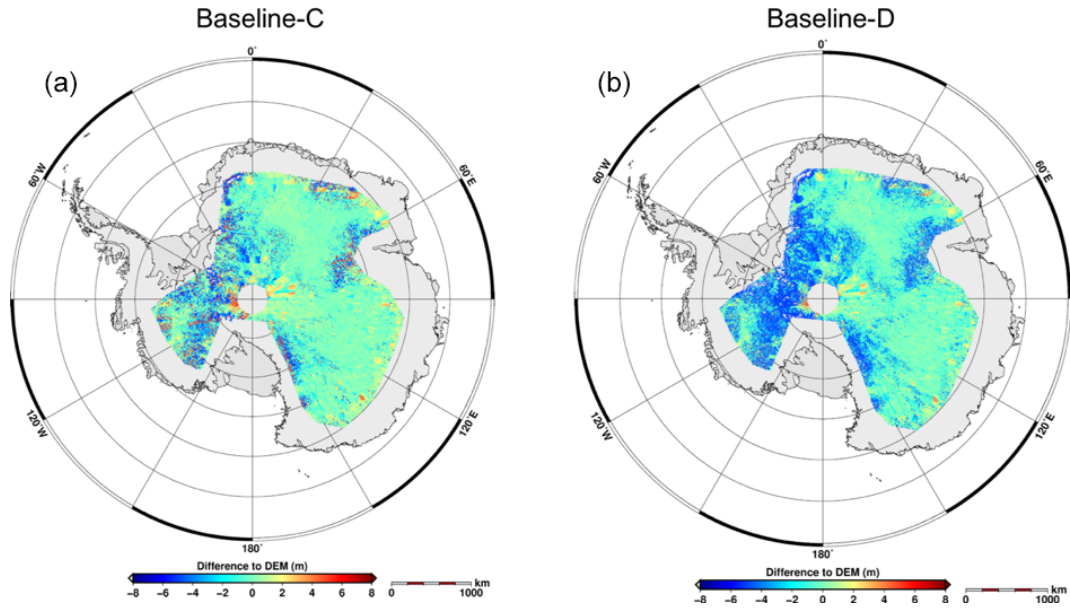 Baseline-C
Baseline-D
(a)
0°
60°W
60°E
120°W
120°E
180°
Difference to DEM (m)
−8 −6 −4 −2 0 2 4 6 8
km
0 1000
(b)
0°
60°W
60°E
120°W
120°E
180°
Difference to DEM (m)
−8 −6 −4 −2 0 2 4 6 8
km
0 1000